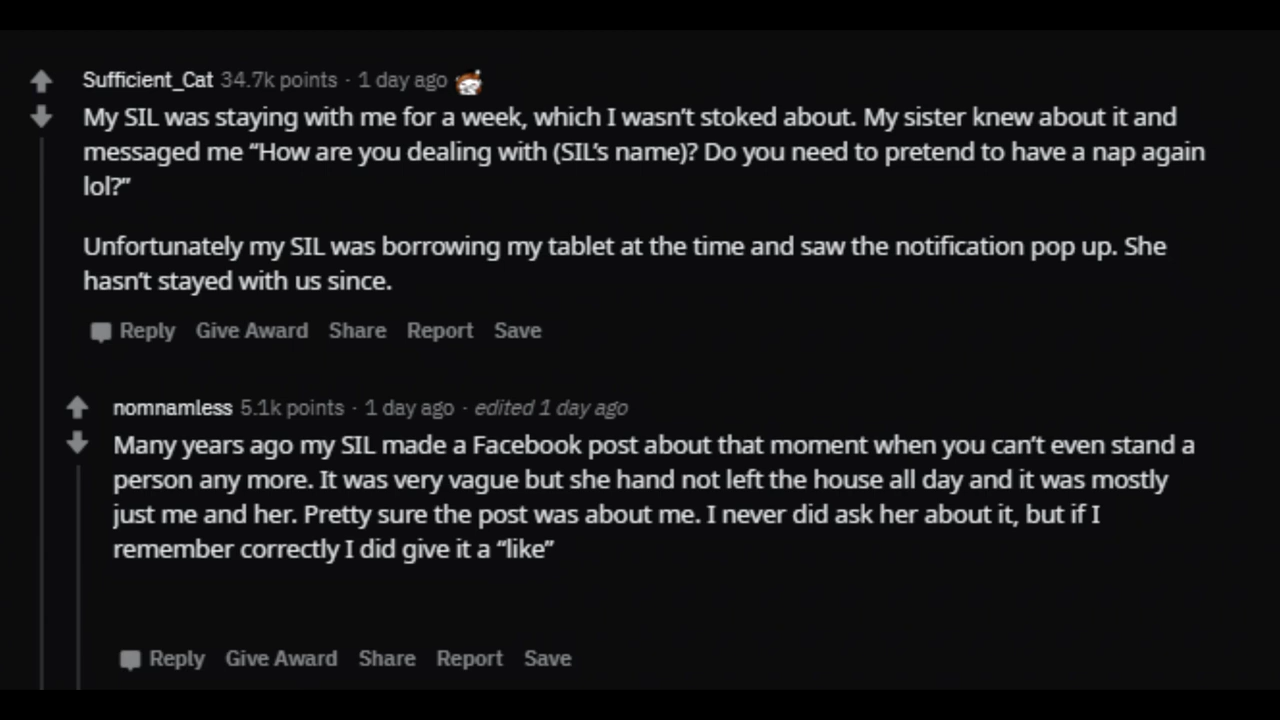 Sufficient_Cat 34.7k points · 1 day ago
My SIL was staying with me for a week, which I wasn’t stoked about. My sister knew about it and
messaged me “How are you dealing with (SIL’s name)? Do you need to pretend to have a nap again
lol?”
Unfortunately my SIL was borrowing my tablet at the time and saw the notification pop up. She
hasn’t stayed with us since.
Reply Give Award Share Report Save
nomnamless 5.1k points · 1 day ago · edited 1 day ago
Many years ago my SIL made a Facebook post about that moment when you can’t even stand a
person any more. It was very vague but she hand not left the house all day and it was mostly
just me and her. Pretty sure the post was about me. I never did ask her about it, but if I
remember correctly I did give it a “like”
Reply Give Award Share Report Save